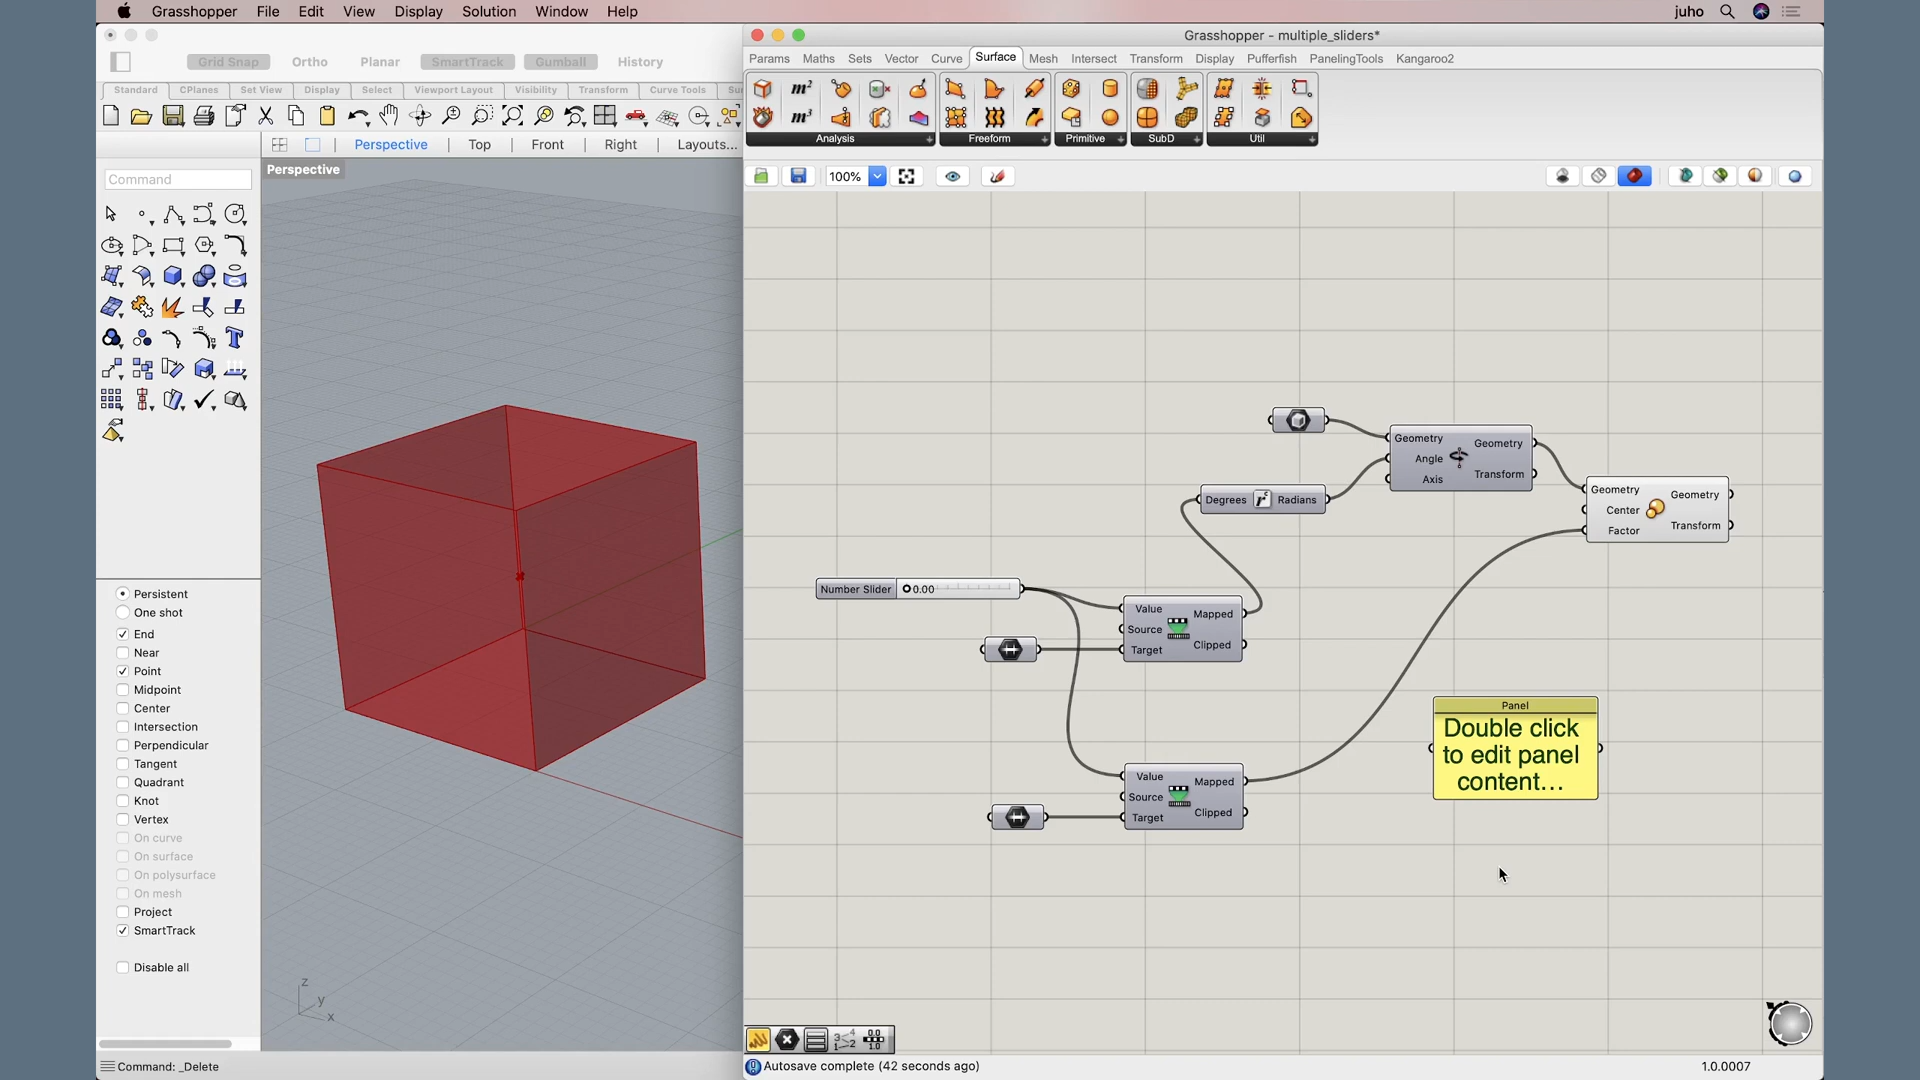 Grasshopper File Edit View Display Solution Window Help
juho
Grasshopper - multiple_sliders*
Grid Snap Ortho Planar SmartTrack Gumball History
Params Maths Sets Vector Curve Surface Mesh Intersect Transform Display Pufferfish PanelingTools Kangaroo2
Standard CPlanes Set View Display Select Viewport Layout Visibility Transform Curve Tools Su
m²
m³
Analysis Freeform Primitive SubD Util
Perspective Top Front Right Layouts...
Perspective
100%
Command
Geometry
Angle
Axis
Geometry
Transform
Degrees Radians
Geometry
Center
Factor
Geometry
Transform
Number Slider 0.00
Value
Source
Target
Mapped
Clipped
Panel
Double click
to edit panel
content...
Value
Source
Target
Mapped
Clipped
Persistent
One shot
End
Near
Point
Midpoint
Center
Intersection
Perpendicular
Tangent
Quadrant
Knot
Vertex
On curve
On surface
On polysurface
On mesh
Project
SmartTrack
Disable all
z
y
x
Command: _Delete
Autosave complete (42 seconds ago)
1.0.0007